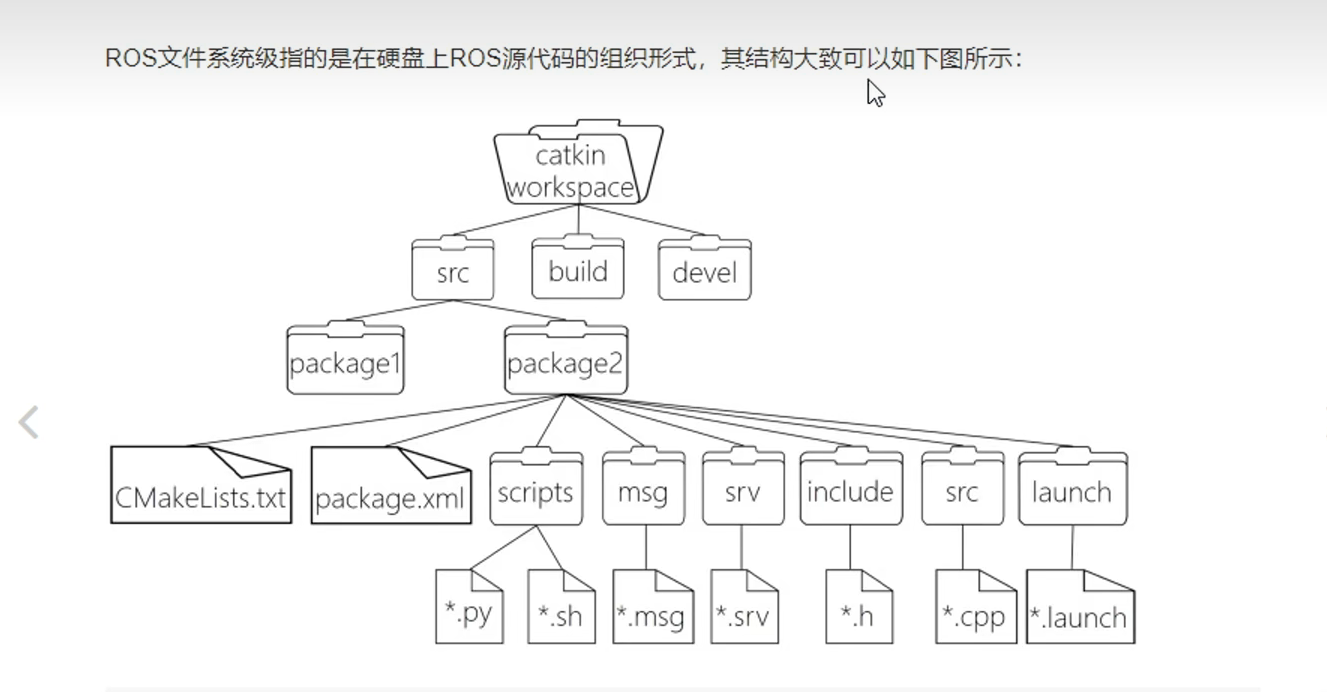 ROS文件系统级指的是在硬盘上ROS源代码的组织形式，其结构大致可以如下图所示：
catkin
workspace
src
build
devel
package1
package2
CMakeLists.txt
package.xml
scripts
msg
srv
include
src
launch
*.py
*.sh
*.msg
*.srv
*.h
*.cpp
*.launch